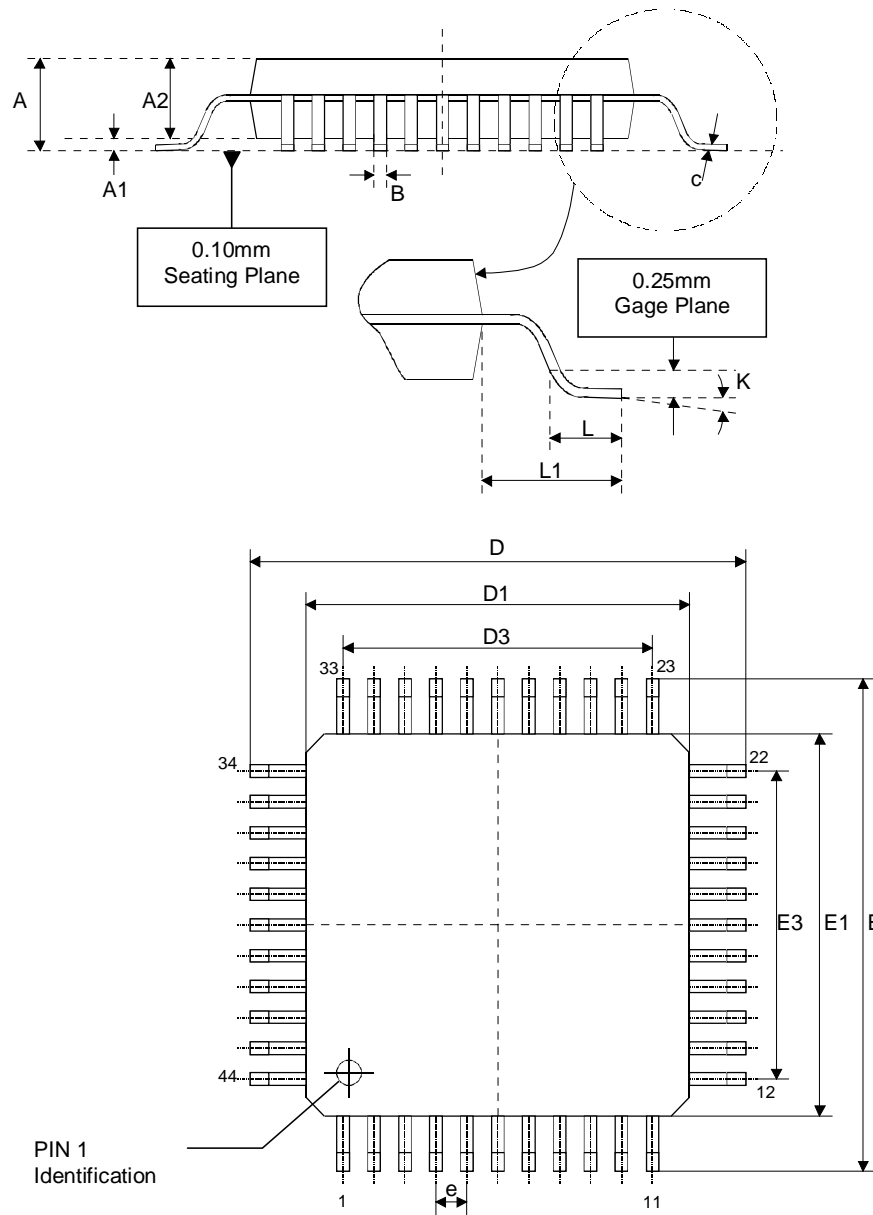 A
A2
A1
B
c
0.10mm
Seating Plane
0.25mm
Gage Plane
K
L
L1
D
D1
D3
33
23
34
22
E3
E1
E
44
12
PIN 1
Identification
1
e
11